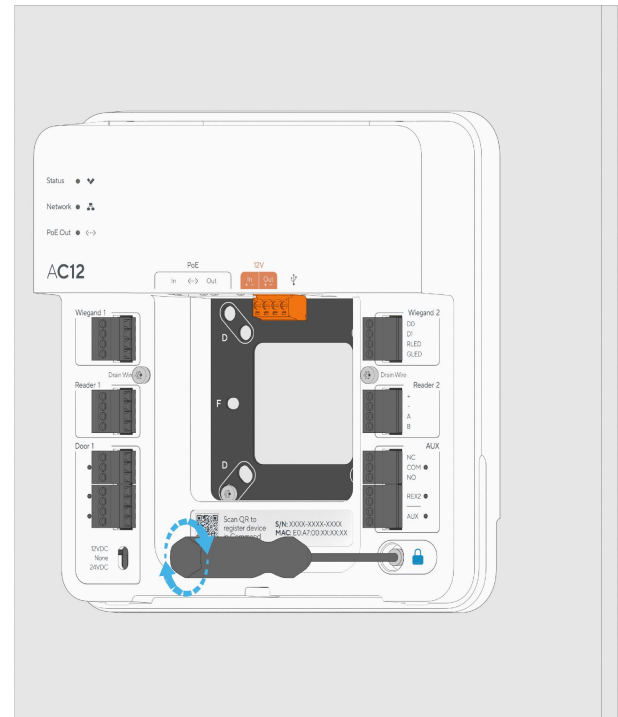 Status
Network
PoE Out <··>
AC12
PoE
In <··> Out
12V
In Out
+ - + -
Wiegand 1
Wiegand 2
D0
D1
RLED
GLED
D
Drain Wire
Drain Wire
Reader 1
Reader 2
+
-
A
B
F
Door 1
AUX
NC
COM
NO
D
REX2
AUX
Scan QR to
register device
Command
S/N: XXXX-XXXX-XXXX
MAC: E0:A7:00:XX:XX:XX
12VDC
None
24VDC